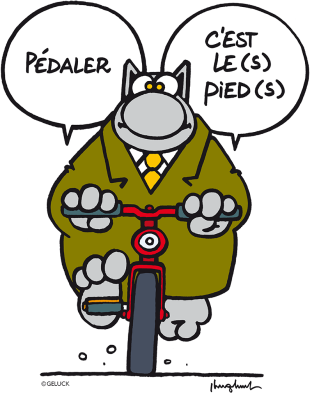 PÉDALER
C'EST
LE(S)
PIED(S)
©GELUCK